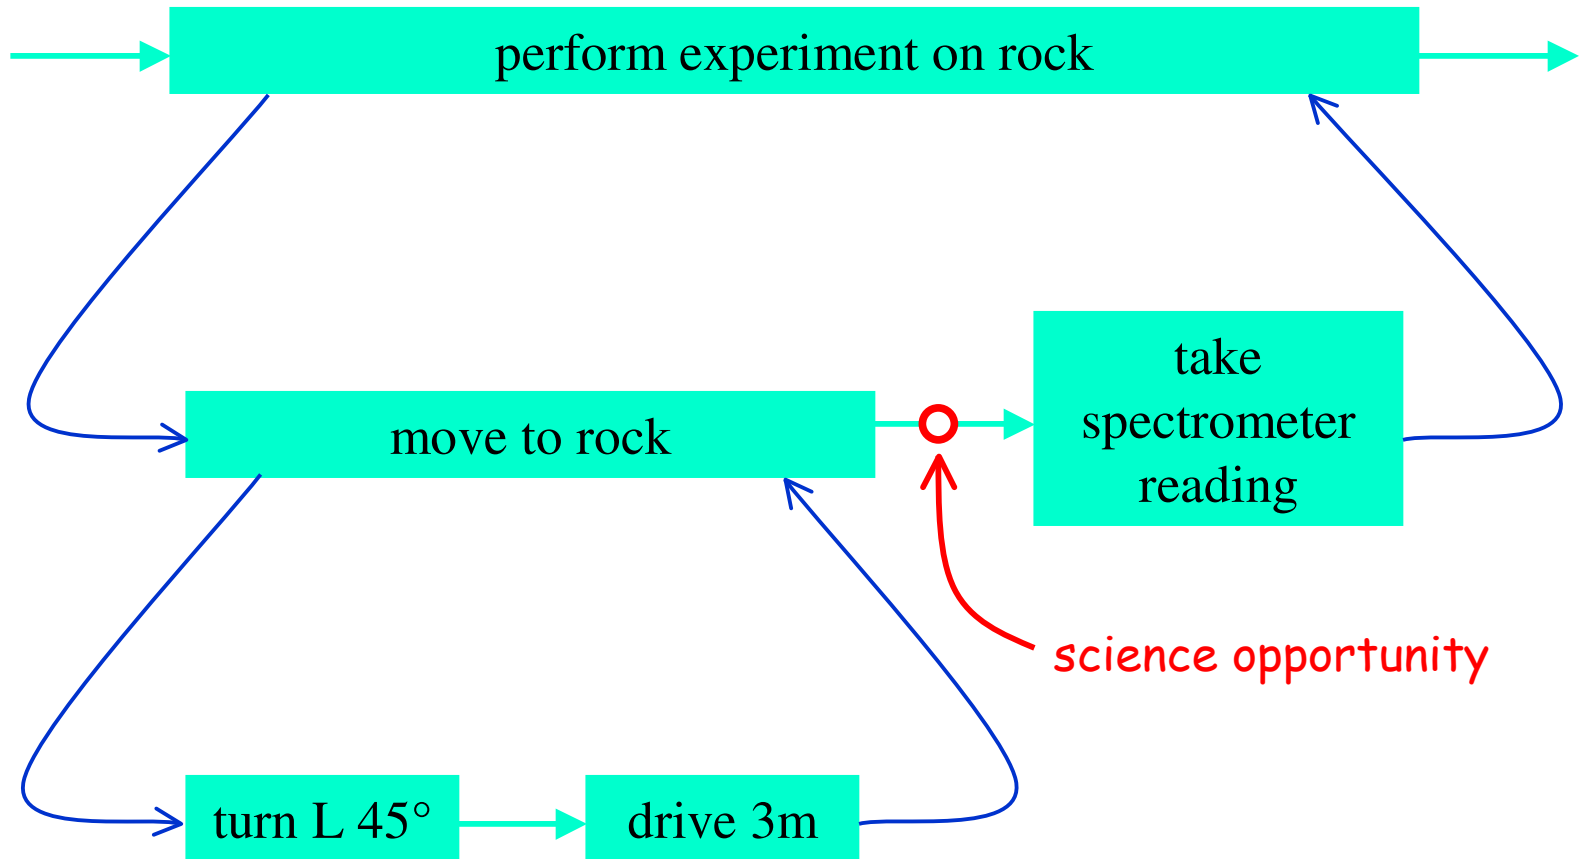 perform experiment on rock
take
spectrometer
reading
move to rock
science opportunity
turn L 45°
drive 3m